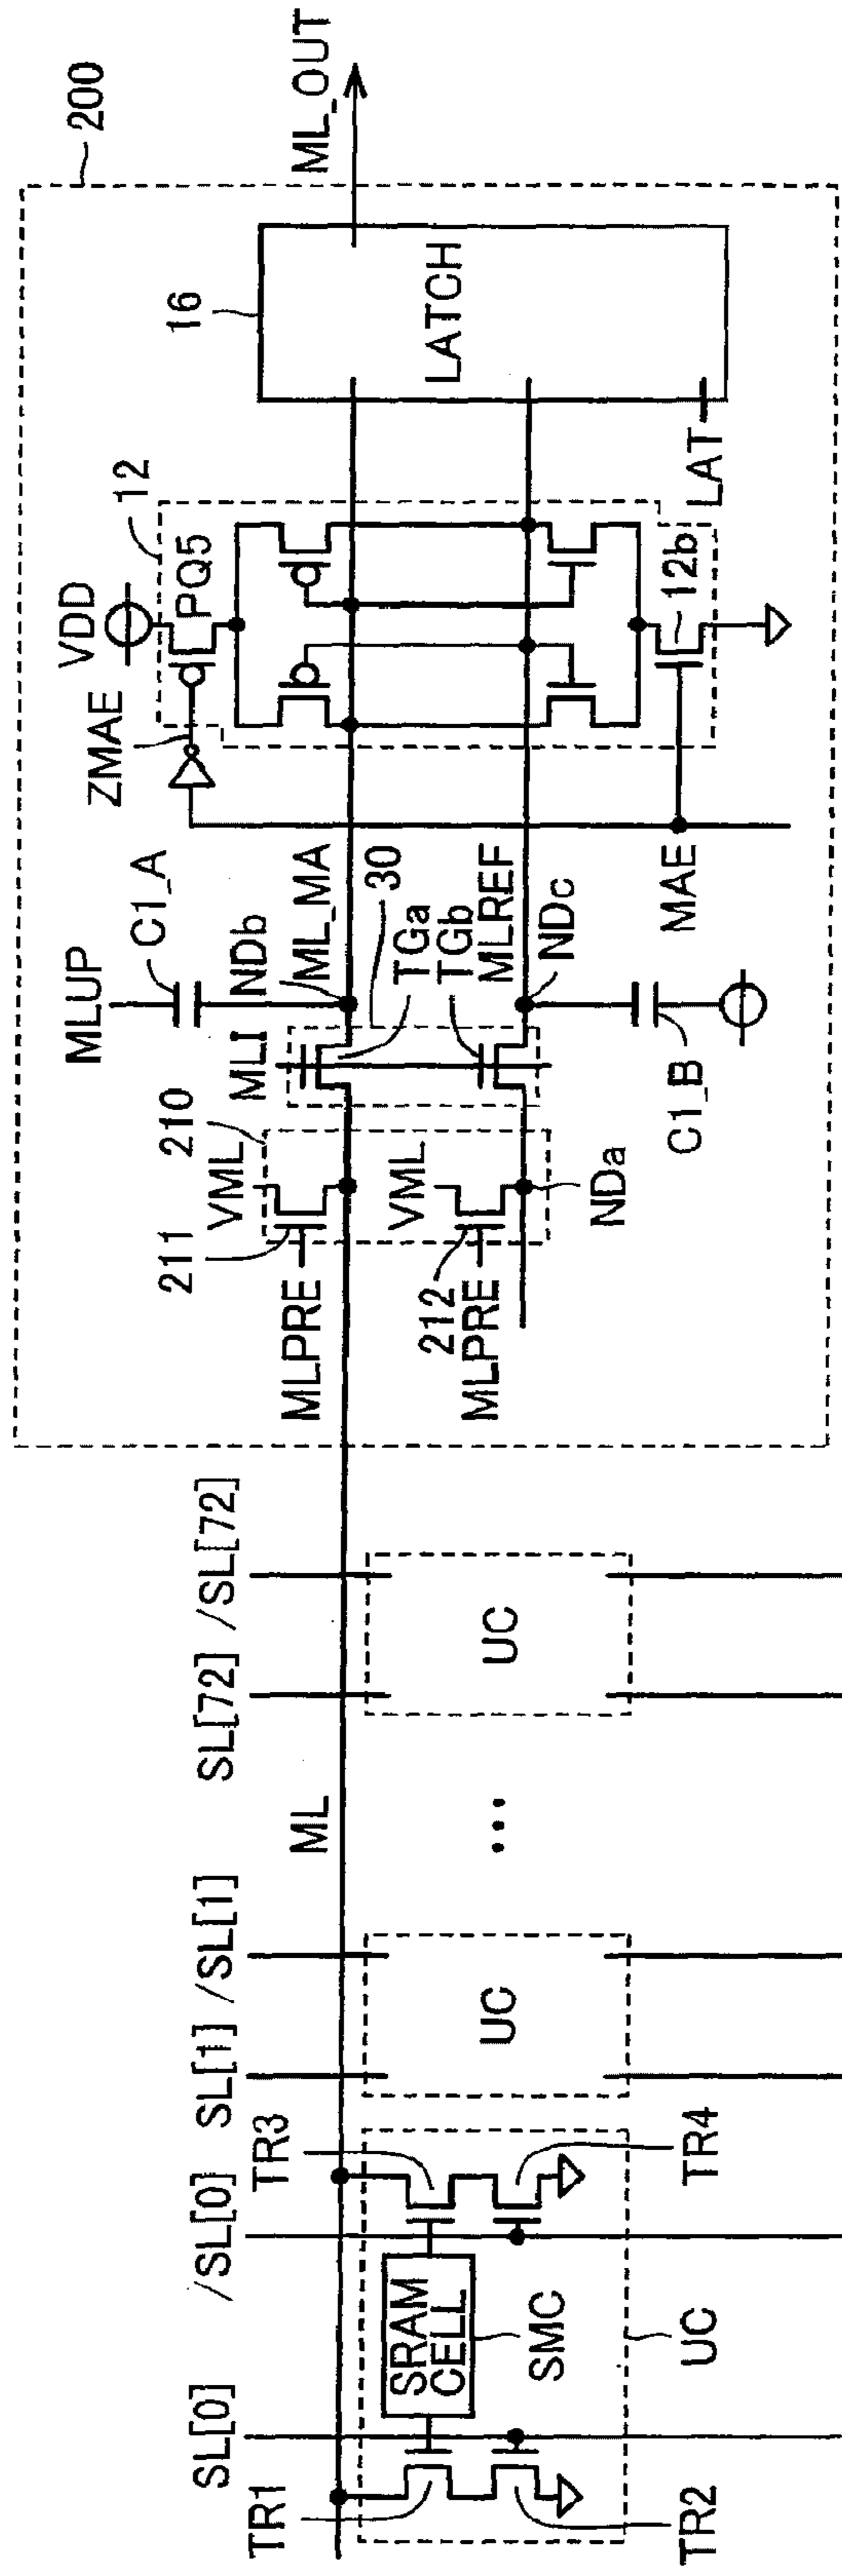 SL[0]
/SL[0]
SL[1]
/SL[1]
SL[72]
/SL[72]
TR1
TR2
SRAM
CELL
SMC
UC
TR3
TR4
UC
ML
...
UC
MLPRE
211
VML
210
MLPRE
212
VML
NDa
MLI
MLUP
C1_A
NDb
ML_MA
30
TGa
TGb
MLREF
NDc
C1_B
MAE
ZMAE
VDD
PQ5
12
12b
LAT
16
LATCH
ML_OUT
200